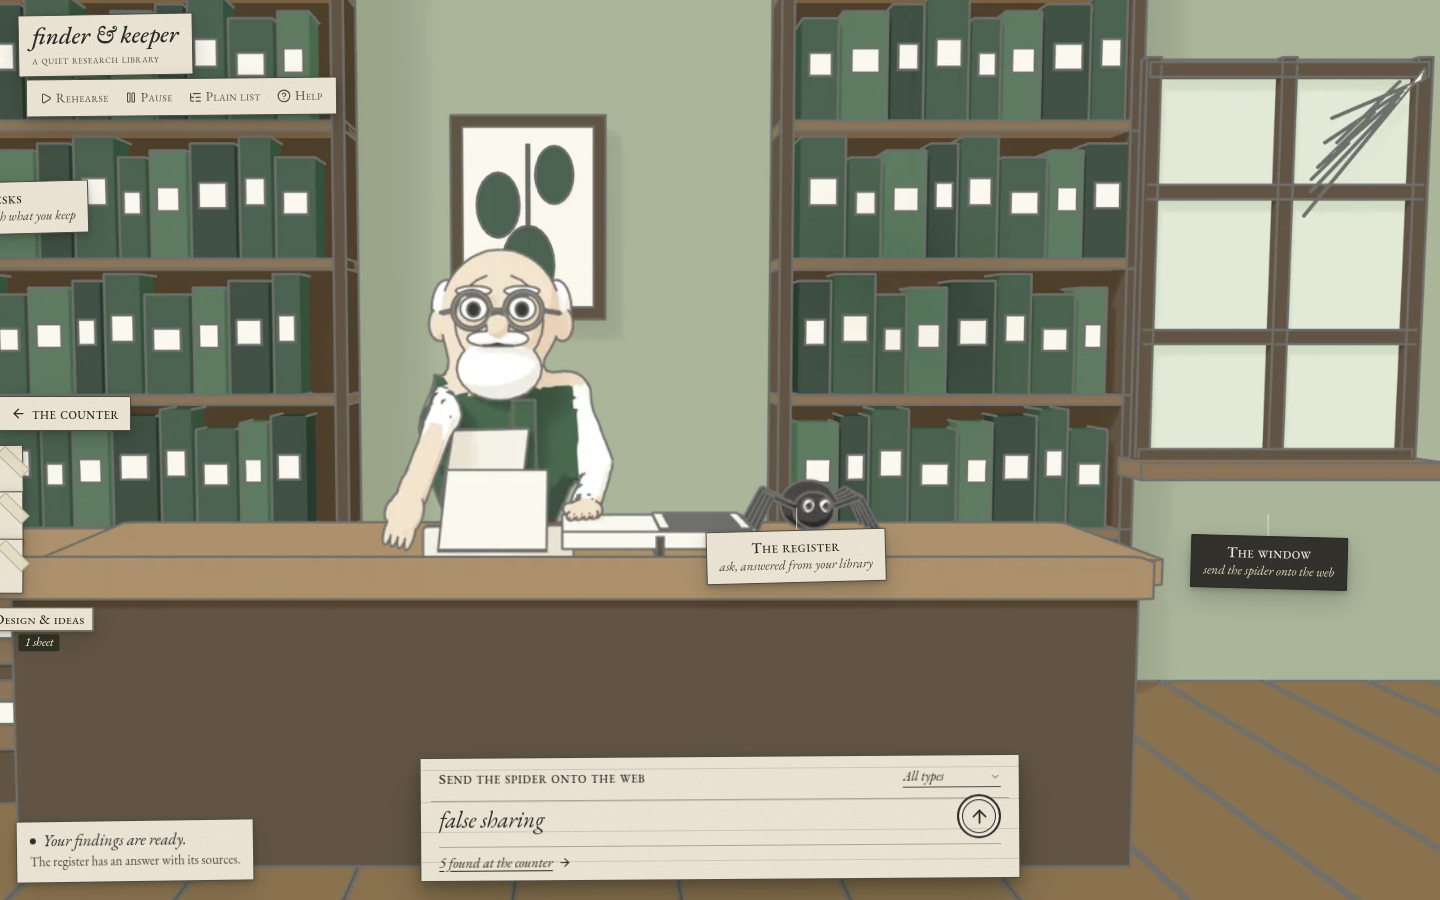 finder & keeper
A QUIET RESEARCH LIBRARY
REHEARSE PAUSE PLAIN LIST HELP
what you keep
← THE COUNTER
THE REGISTER
ask, answered from your library
THE WINDOW
send the spider onto the web
DESIGN & IDEAS
1 sheet
SEND THE SPIDER ONTO THE WEB
All types
false sharing
5 found at the counter →
Your findings are ready.
The register has an answer with its sources.